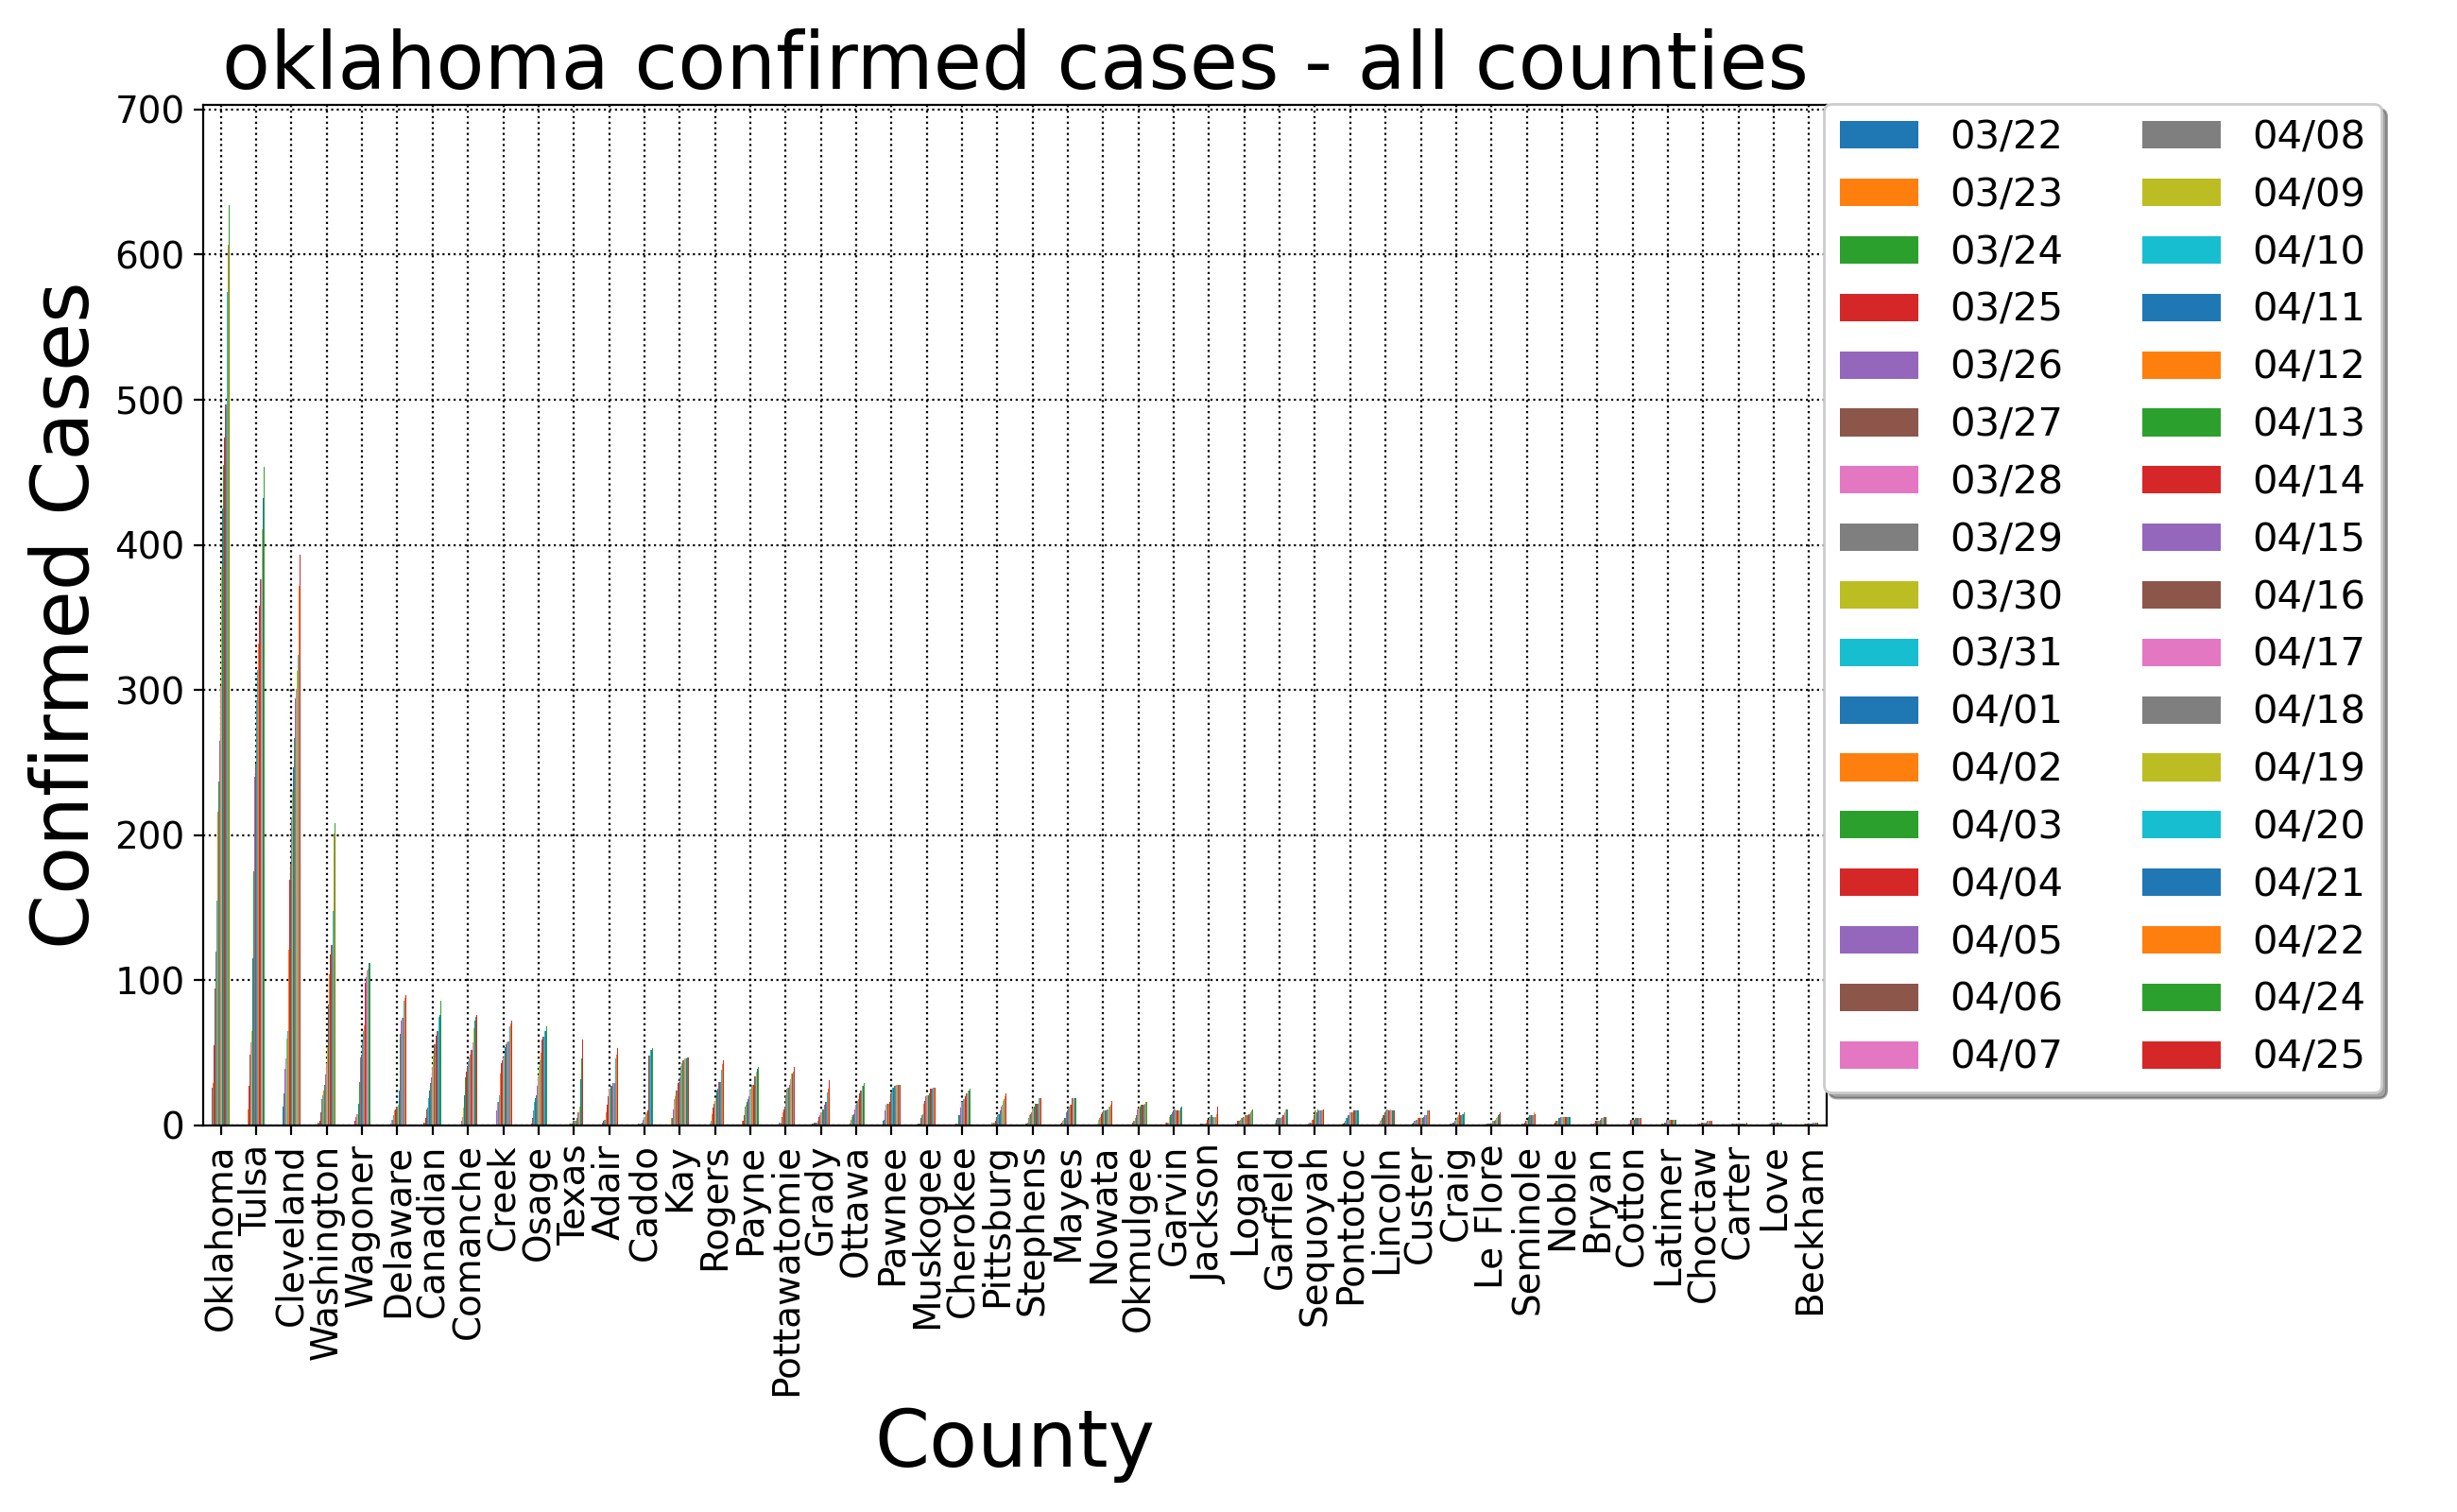 oklahoma confirmed cases - all counties
Confirmed Cases
700
600
500
400
300
200
100
0
Oklahoma
Tulsa
Cleveland
Washington
Wagoner
Delaware
Canadian
Comanche
Creek
Osage
Texas
Adair
Caddo
Kay
Rogers
Payne
Pottawatomie
Grady
Ottawa
Pawnee
Muskogee
Cherokee
Pittsburg
Stephens
Mayes
Nowata
Okmulgee
Garvin
Jackson
Logan
Garfield
Sequoyah
Pontotoc
Lincoln
Custer
Craig
Le Flore
Seminole
Noble
Bryan
Cotton
Latimer
Choctaw
Carter
Love
Beckham
County
03/22
03/23
03/24
03/25
03/26
03/27
03/28
03/29
03/30
03/31
04/01
04/02
04/03
04/04
04/05
04/06
04/07
04/08
04/09
04/10
04/11
04/12
04/13
04/14
04/15
04/16
04/17
04/18
04/19
04/20
04/21
04/22
04/24
04/25